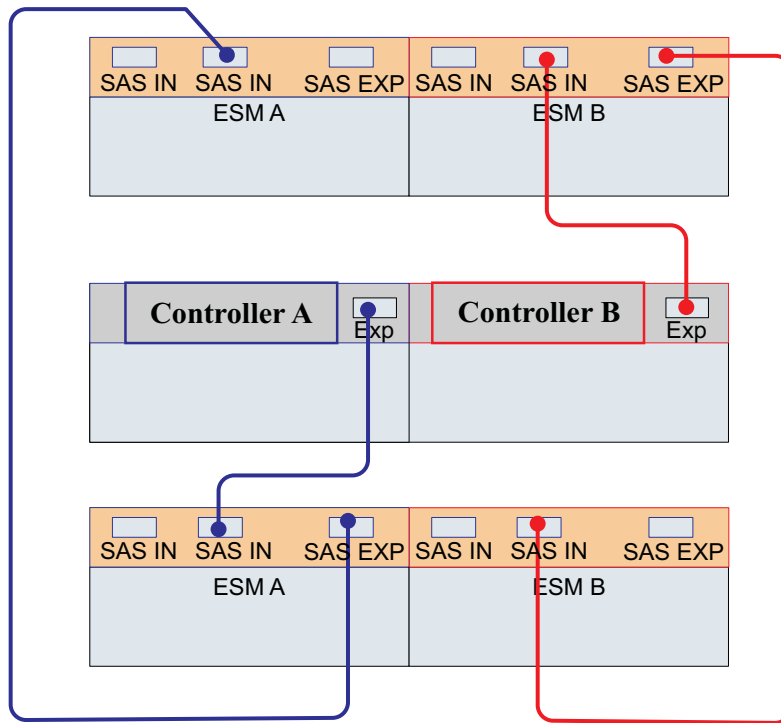 SAS IN SAS IN SAS EXP SAS IN SAS IN SAS EXP
ESM A ESM B
Controller A Exp Controller B Exp
SAS IN SAS IN SAS EXP SAS IN SAS IN SAS EXP
ESM A ESM B